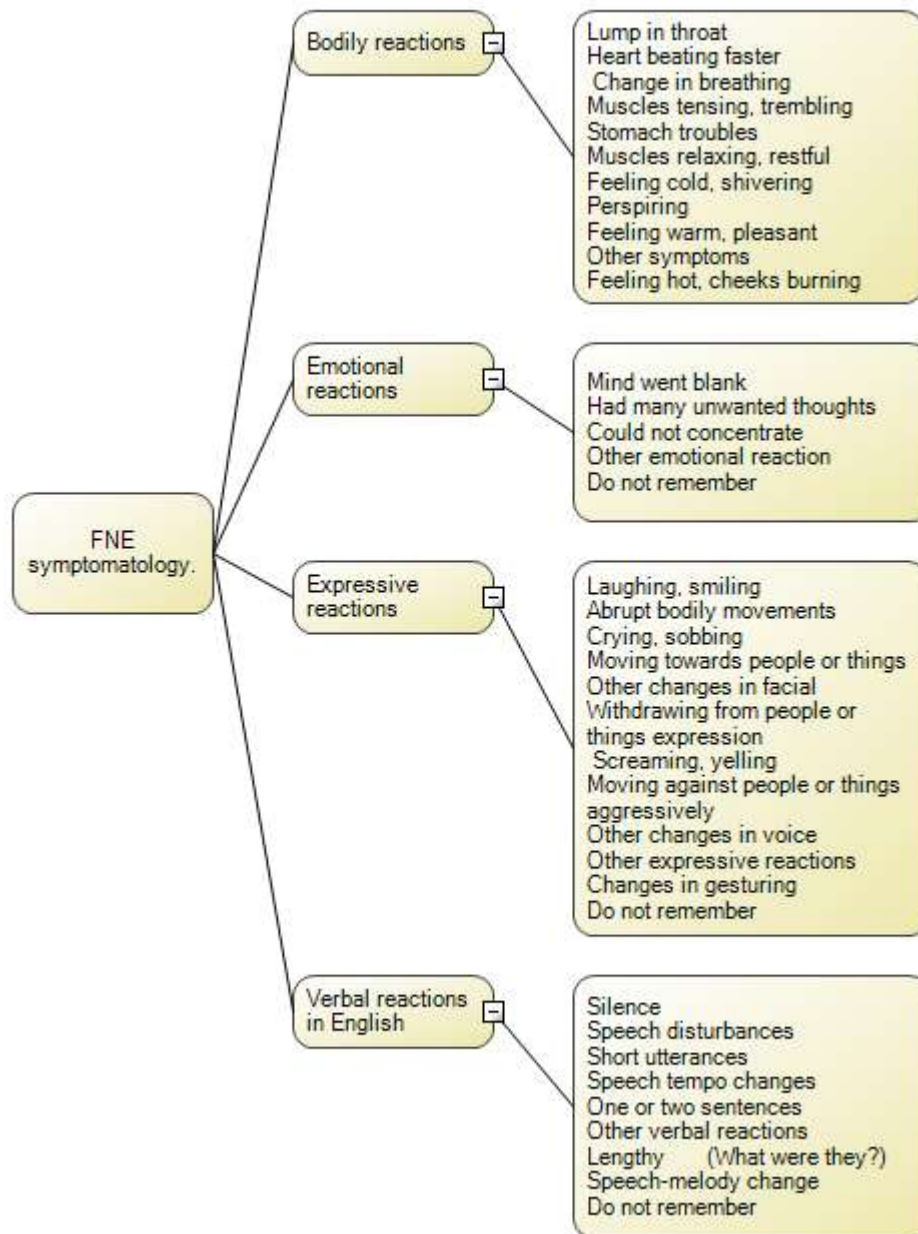 Bodily reactions
Lump in throat
Heart beating faster
Change in breathing
Muscles tensing, trembling
Stomach troubles
Muscles relaxing, restful
Feeling cold, shivering
Perspiring
Feeling warm, pleasant
Other symptoms
Feeling hot, cheeks burning
Emotional
reactions
Mind went blank
Had many unwanted thoughts
Could not concentrate
Other emotional reaction
Do not remember
FNE
symptomatology.
Expressive
reactions
Laughing, smiling
Abrupt bodily movements
Crying, sobbing
Moving towards people or things
Other changes in facial
Withdrawing from people or
things expression
Screaming, yelling
Moving against people or things
aggressively
Other changes in voice
Other expressive reactions
Changes in gesturing
Do not remember
Verbal reactions
in English
Silence
Speech disturbances
Short utterances
Speech tempo changes
One or two sentences
Other verbal reactions
Lengthy (What were they?)
Speech-melody change
Do not remember